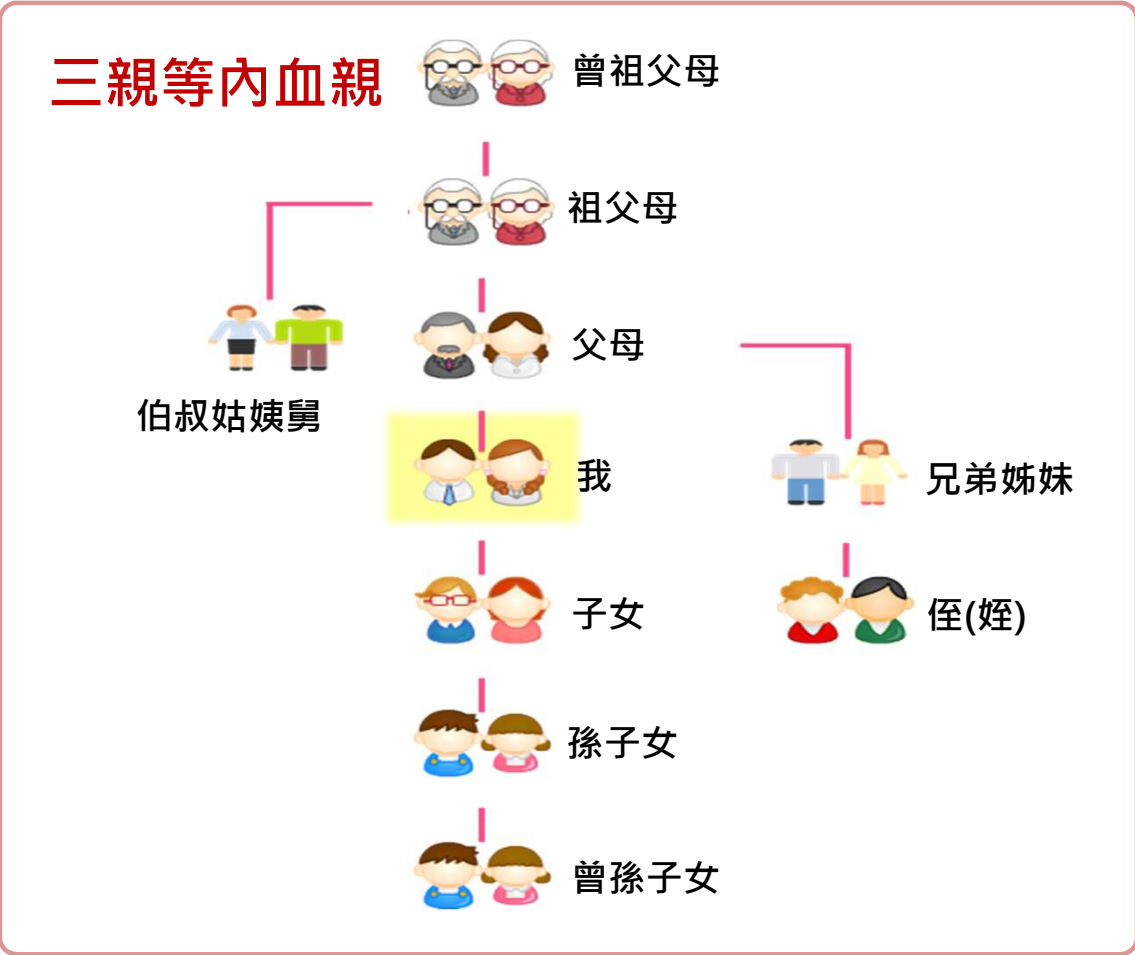 三親等內血親
曾祖父母
祖父母
父母
伯叔姑姨舅
我
兄弟姊妹
子女
侄(姪)
孫子女
曾孫子女